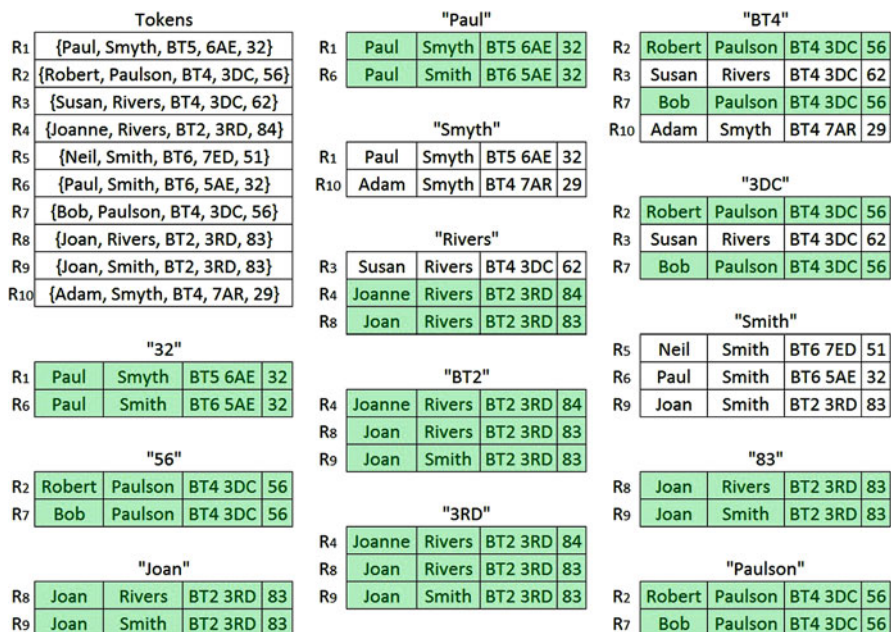 Tokens
R1 {Paul, Smyth, BT5, 6AE, 32}
R2 {Robert, Paulson, BT4, 3DC, 56}
R3 {Susan, Rivers, BT4, 3DC, 62}
R4 {Joanne, Rivers, BT2, 3RD, 84}
R5 {Neil, Smith, BT6, 7ED, 51}
R6 {Paul, Smith, BT6, 5AE, 32}
R7 {Bob, Paulson, BT4, 3DC, 56}
R8 {Joan, Rivers, BT2, 3RD, 83}
R9 {Joan, Smith, BT2, 3RD, 83}
R10 {Adam, Smyth, BT4, 7AR, 29}
"32"
R1 Paul Smyth BT5 6AE 32
R6 Paul Smith BT6 5AE 32
"56"
R2 Robert Paulson BT4 3DC 56
R7 Bob Paulson BT4 3DC 56
"Joan"
R8 Joan Rivers BT2 3RD 83
R9 Joan Smith BT2 3RD 83
"Paul"
R1 Paul Smyth BT5 6AE 32
R6 Paul Smith BT6 5AE 32
"Smyth"
R1 Paul Smyth BT5 6AE 32
R10 Adam Smyth BT4 7AR 29
"Rivers"
R3 Susan Rivers BT4 3DC 62
R4 Joanne Rivers BT2 3RD 84
R8 Joan Rivers BT2 3RD 83
"BT2"
R4 Joanne Rivers BT2 3RD 84
R8 Joan Rivers BT2 3RD 83
R9 Joan Smith BT2 3RD 83
"3RD"
R4 Joanne Rivers BT2 3RD 84
R8 Joan Rivers BT2 3RD 83
R9 Joan Smith BT2 3RD 83
"BT4"
R2 Robert Paulson BT4 3DC 56
R3 Susan Rivers BT4 3DC 62
R7 Bob Paulson BT4 3DC 56
R10 Adam Smyth BT4 7AR 29
"3DC"
R2 Robert Paulson BT4 3DC 56
R3 Susan Rivers BT4 3DC 62
R7 Bob Paulson BT4 3DC 56
"Smith"
R5 Neil Smith BT6 7ED 51
R6 Paul Smith BT6 5AE 32
R9 Joan Smith BT2 3RD 83
"83"
R8 Joan Rivers BT2 3RD 83
R9 Joan Smith BT2 3RD 83
"Paulson"
R2 Robert Paulson BT4 3DC 56
R7 Bob Paulson BT4 3DC 56